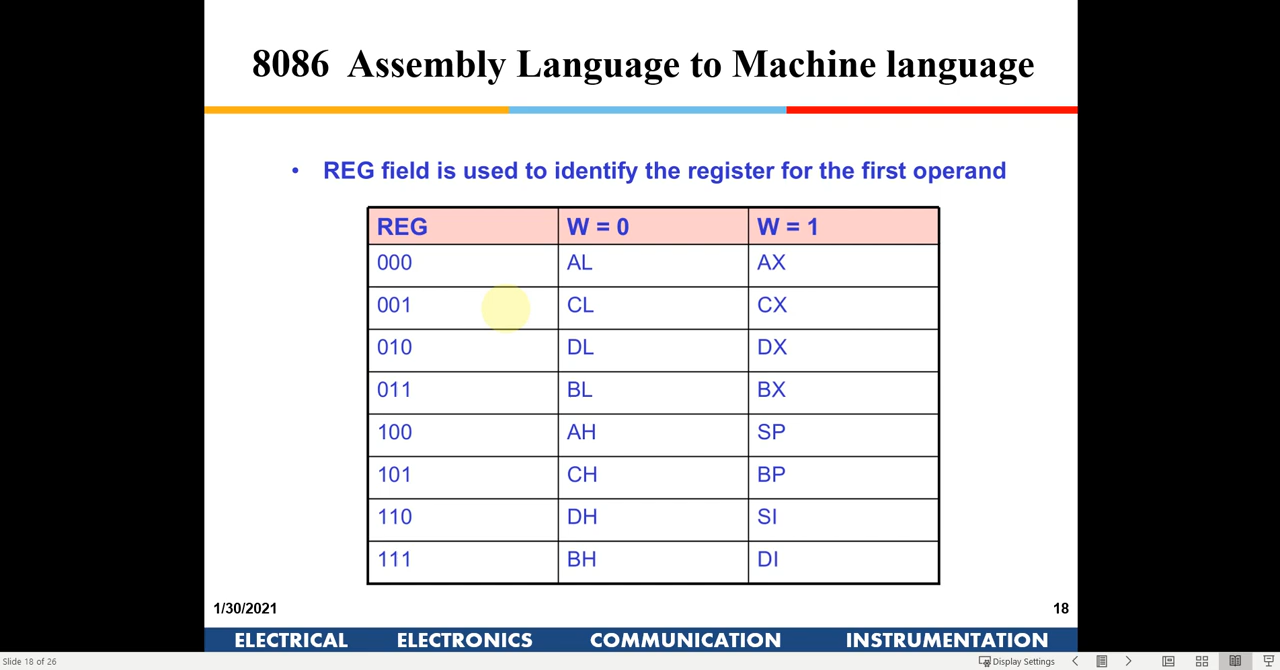 8086 Assembly Language to Machine language
• REG field is used to identify the register for the first operand
REG W = 0 W = 1
000 AL AX
001 CL CX
010 DL DX
011 BL BX
100 AH SP
101 CH BP
110 DH SI
111 BH DI
1/30/2021 18
ELECTRICAL ELECTRONICS COMMUNICATION INSTRUMENTATION
Slide 18 of 26 Display Settings